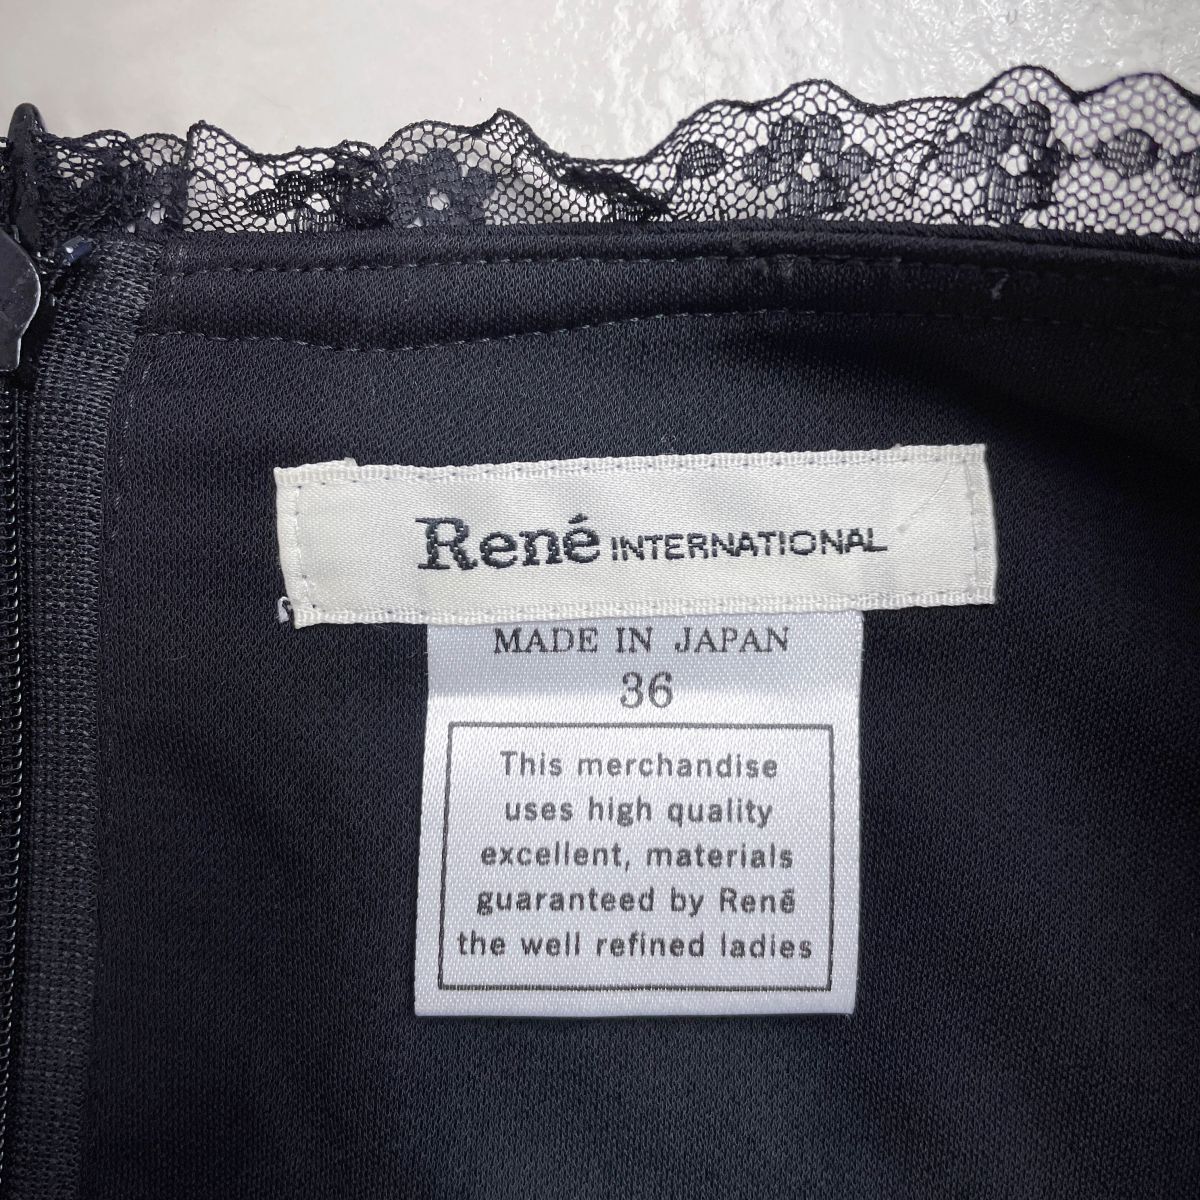 René INTERNATIONAL
MADE IN JAPAN
36
This merchandise
uses high quality
excellent, materials
guaranteed by René
the well refined ladies